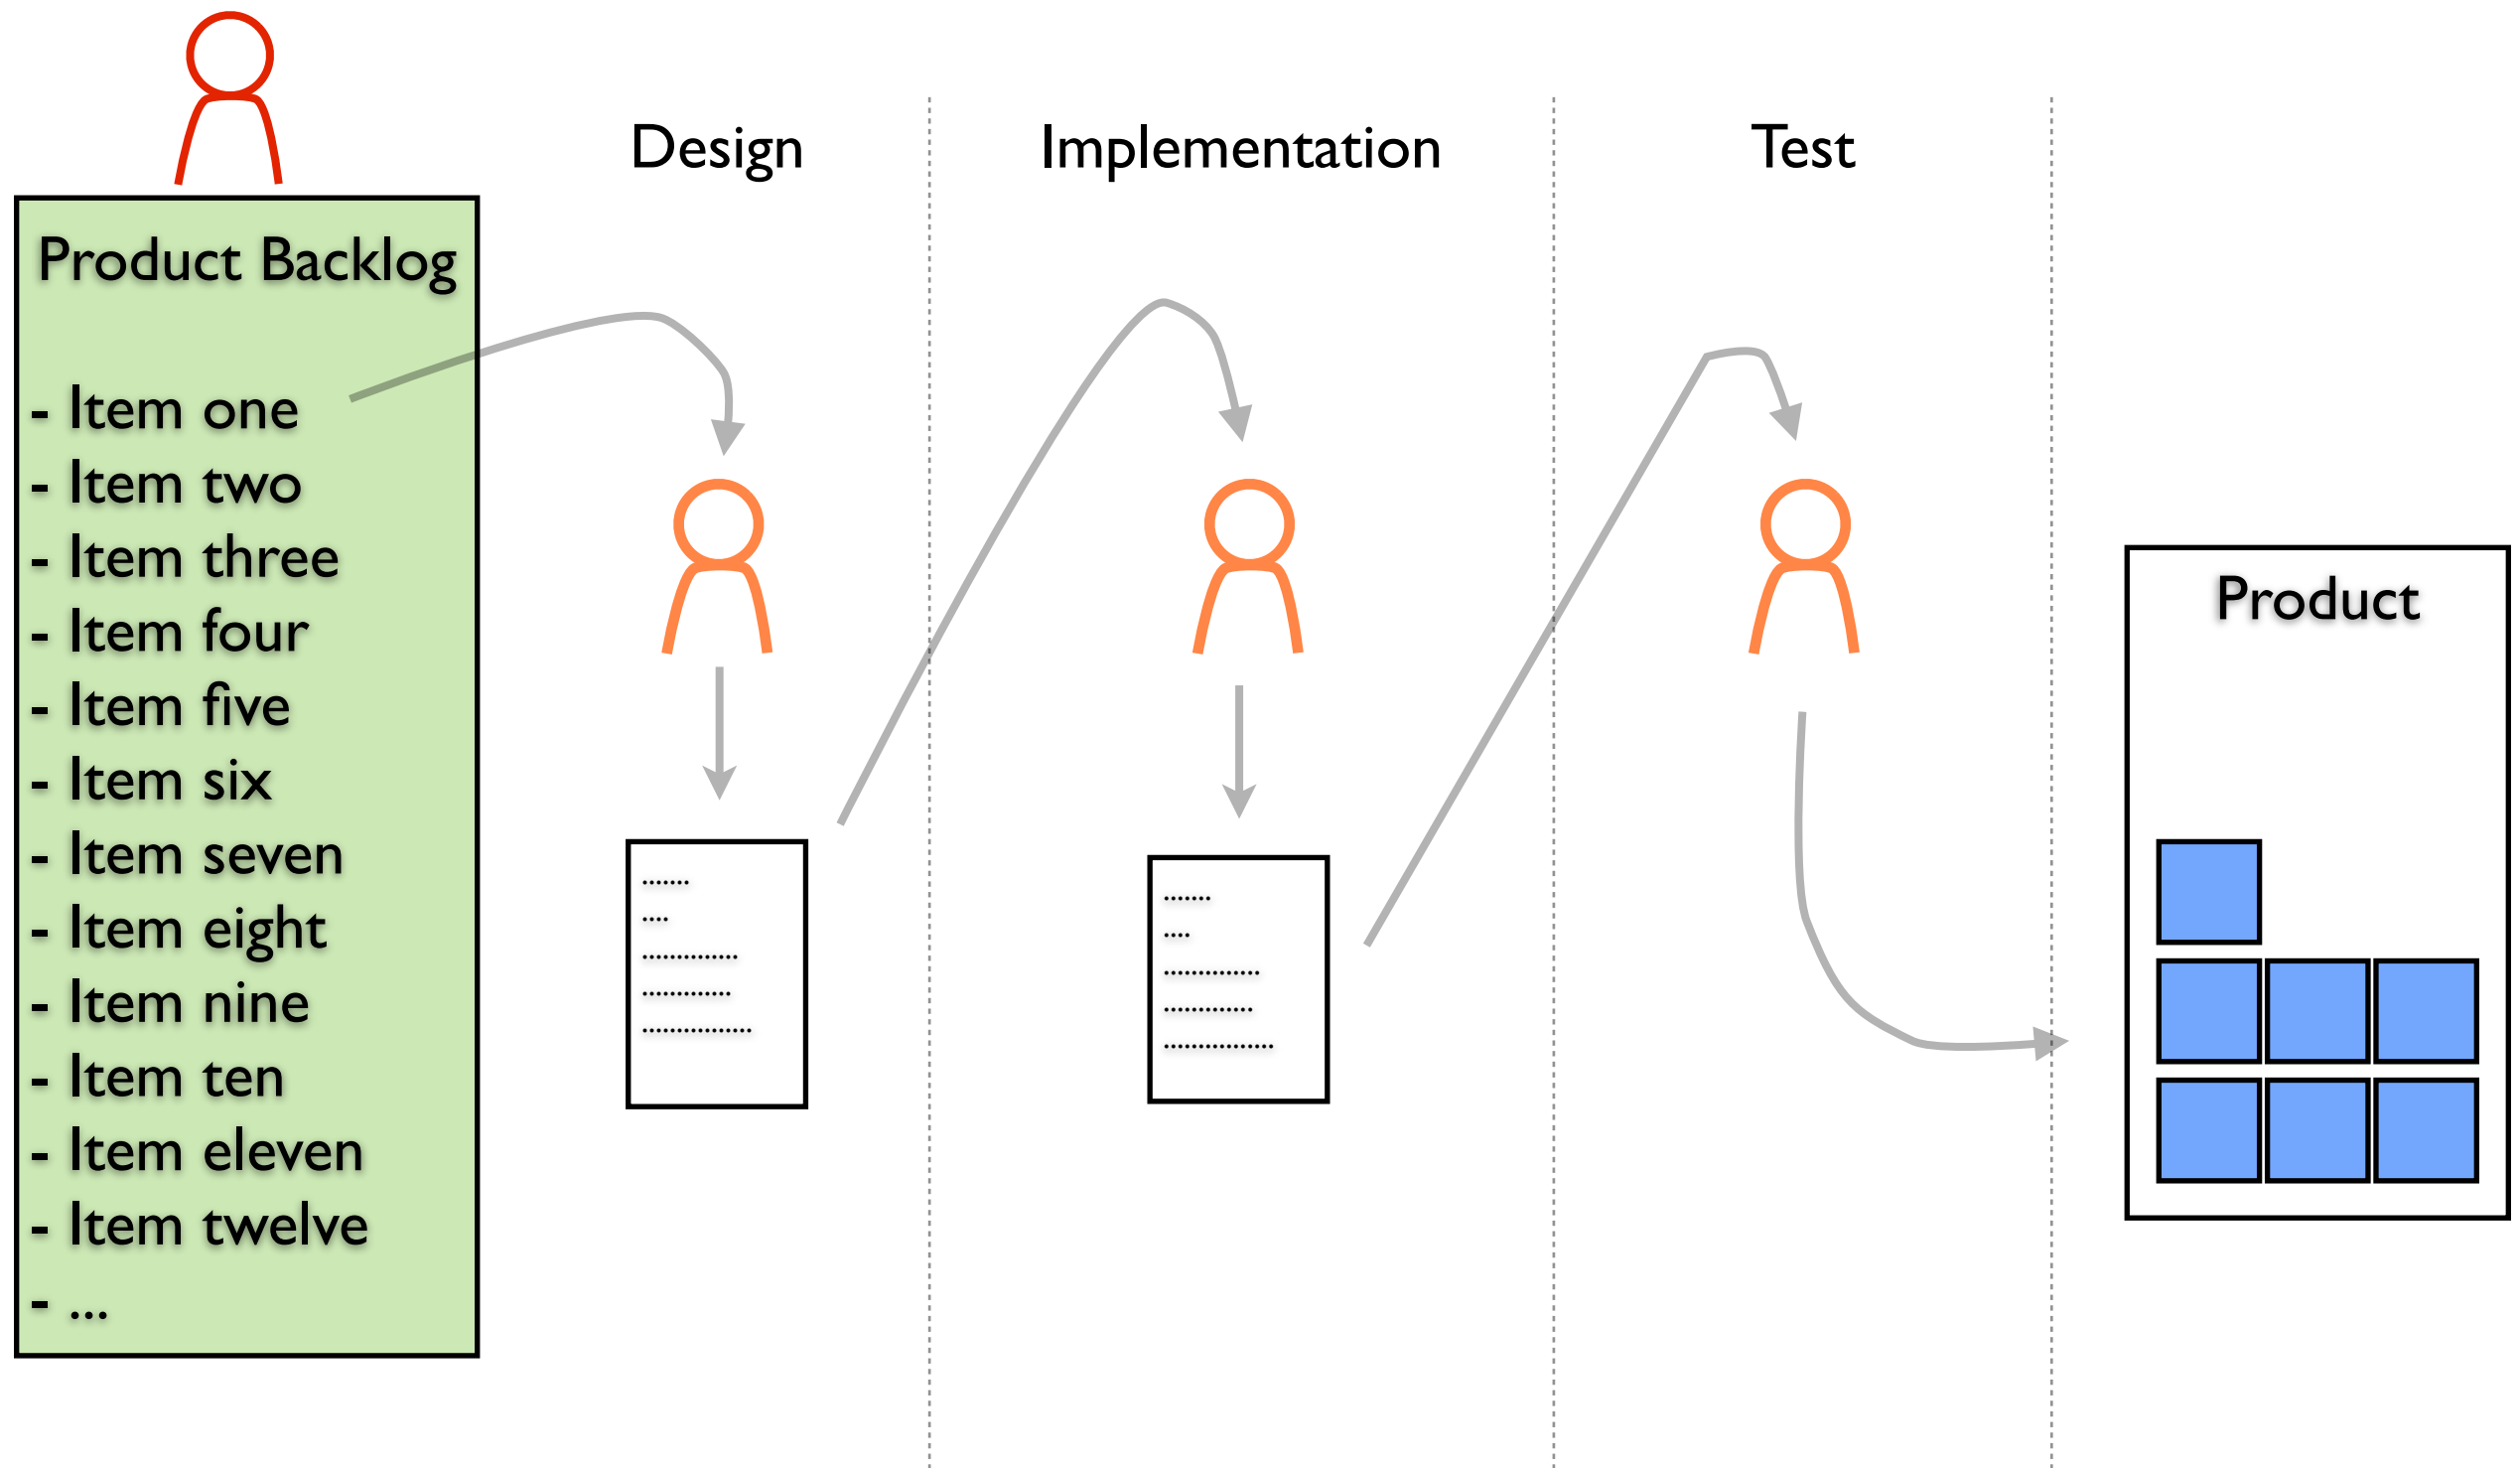 Product Backlog
- Item one
- Item two
- Item three
- Item four
- Item five
- Item six
- Item seven
- Item eight
- Item nine
- Item ten
- Item eleven
- Item twelve
- ...
Design
.......
....
..............
.............
................
Implementation
.......
....
..............
.............
................
Test
Product